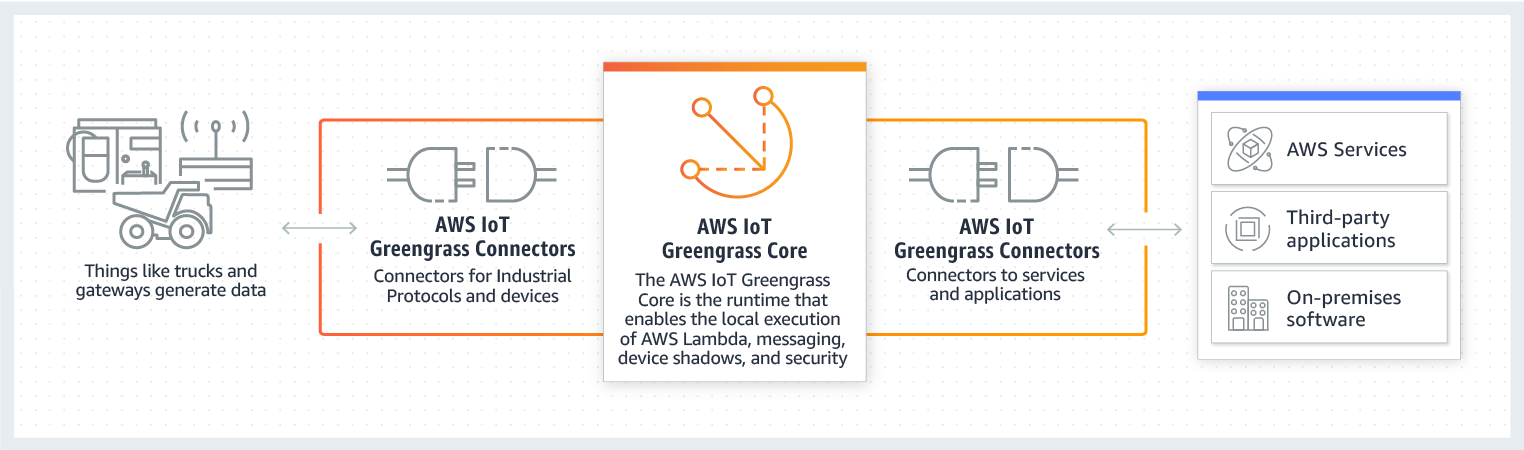 Things like trucks and
gateways generate data
AWS IoT
Greengrass Connectors
Connectors for Industrial
Protocols and devices
AWS IoT
Greengrass Core
The AWS IoT Greengrass
Core is the runtime that
enables the local execution
of AWS Lambda, messaging,
device shadows, and security
AWS IoT
Greengrass Connectors
Connectors to services
and applications
AWS Services
Third-party
applications
On-premises
software